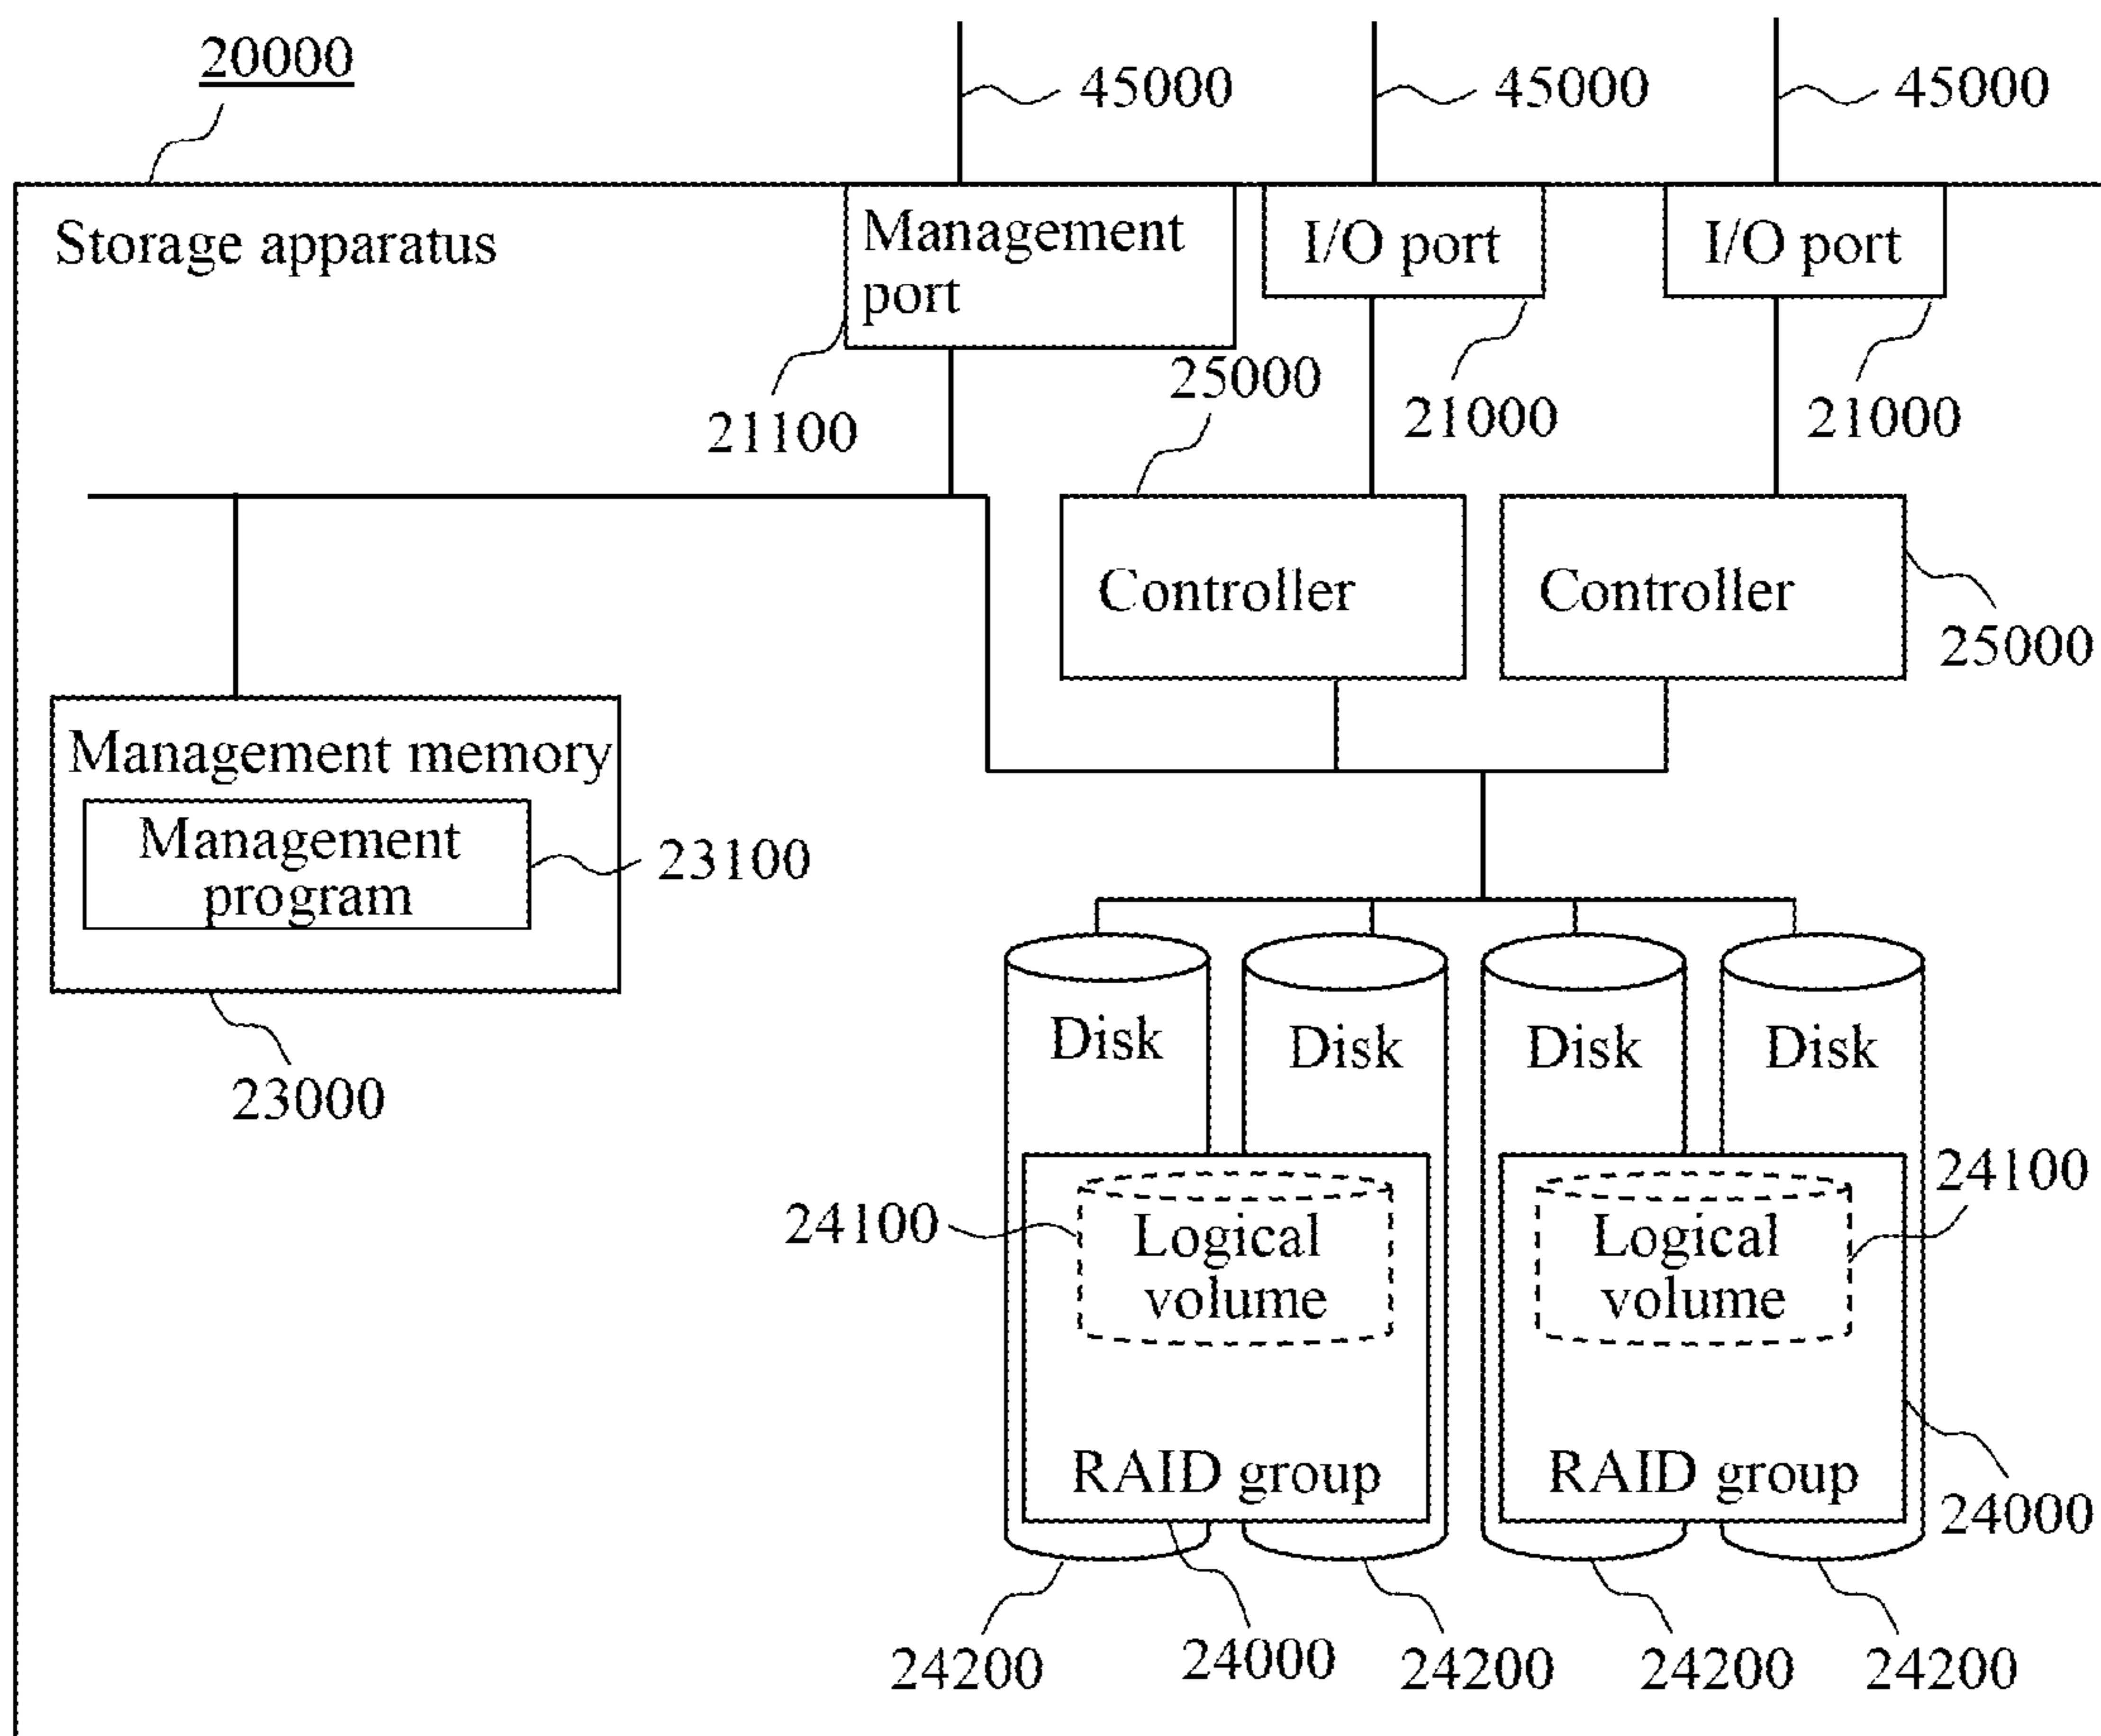 20000
45000
45000
45000
Storage apparatus
Management
port
I/O port
I/O port
21100
25000
21000
21000
Controller
Controller
25000
Management memory
Management
program
23100
23000
Disk
Disk
Disk
Disk
24100
Logical
volume
Logical
volume
24100
RAID group
RAID group
24000
24200
24000
24200
24200
24200